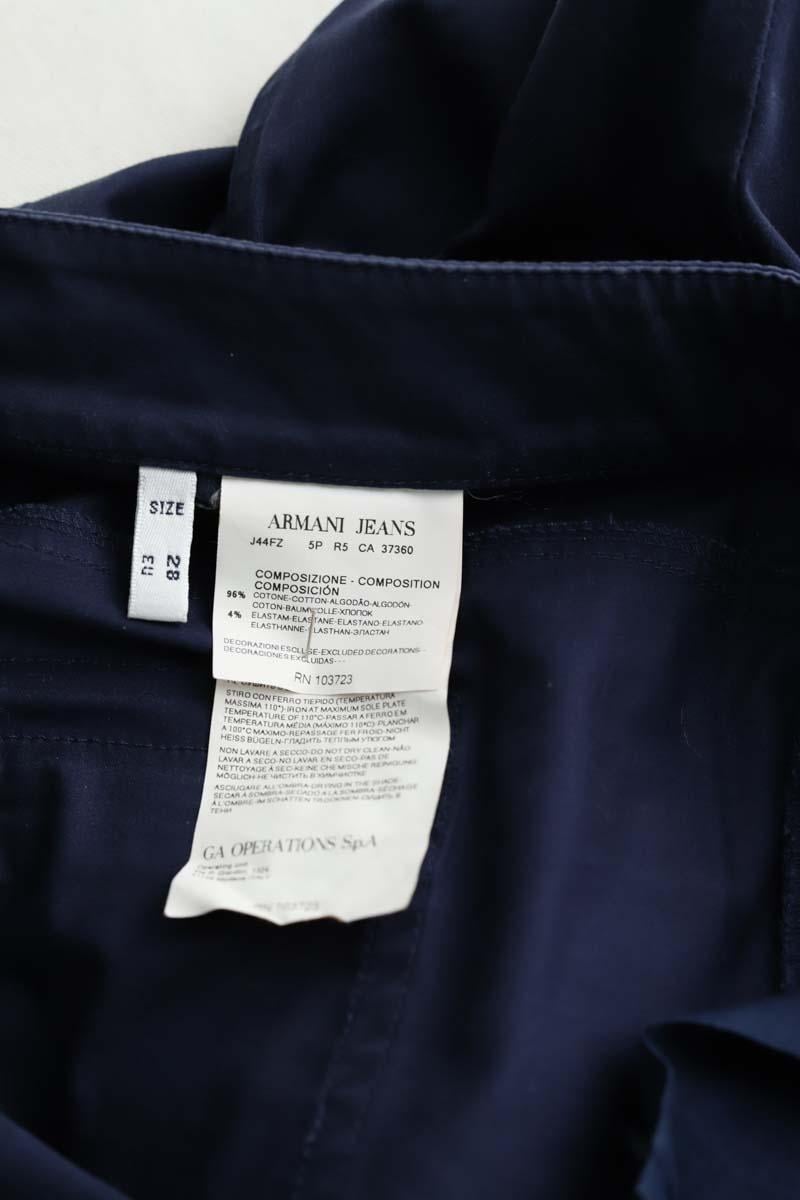 SIZE
28
ARMANI JEANS
J44FZ 5P R5 CA 37360
COMPOSIZIONE - COMPOSITION
COMPOSICIÓN
96% COTONE-COTTON-ALGODÃO-ALGODÓN-
COTON-BAUMWOLLE-ХЛОПОК
4% ELASTAM-ELASTANE-ELASTANO-ELASTANO-
ELASTHANNE-ELASTHAN-ЭЛАСТАН
DECORAZIONI ESCLUSE-EXCLUDED DECORATIONS--
DECORACIONES EXCLUIDAS---
RN 103723
STIRO CON FERRO TIEPIDO (TEMPERATURA
MASSIMA 110°)-IRON AT MAXIMUM SOLE PLATE
TEMPERATURE OF 110°C-PASSAR A FERRO EM
TEMPERATURA MÉDIA (MÁXIMO 110ºC)-PLANCHAR
A 100°C MAXIMO-REPASSAGE FER FROID-NICHT
HEISS BÜGELN-ГЛАДИТЬ ТЕПЛЫМ УТЮГОМ
NON LAVARE A SECCO-DO NOT DRY CLEAN-NÃO
LAVAR A SECO-NO LAVAR EN SECO-PAS DE
NETTOYAGE À SEC-KEINE CHEMISCHE REINIGUNG
MÖGLICH-НЕ ЧИСТИТЬ В ХИМЧИСТКЕ
ASCIUGARE ALL'OMBRA-DRYING IN THE SHADE-
SECAR À SOMBRA-SECADO A LA SOMBRA-SÉCHAGE
À L'OMBRE-IM SCHATTEN TROCKNEN-СУШИТЬ В
ТЕНИ
GA OPERATIONS S.p.A
Operating unit
RN 103723